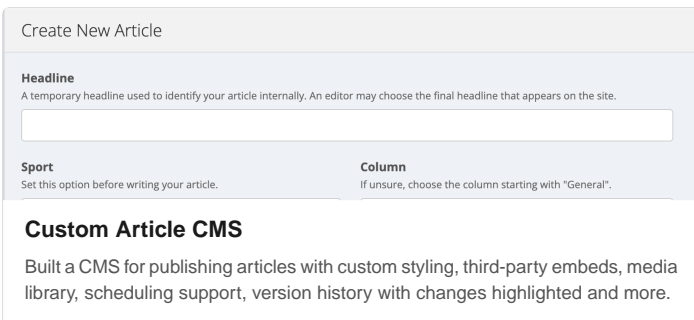 Create New Article
Headline
A temporary headline used to identify your article internally. An editor may choose the final headline that appears on the site.
Sport
Column
Set this option before writing your article.
If unsure, choose the column starting with "General".
Custom Article CMS
Built a CMS for publishing articles with custom styling, third-party embeds, media
library, scheduling support, version history with changes highlighted and more.